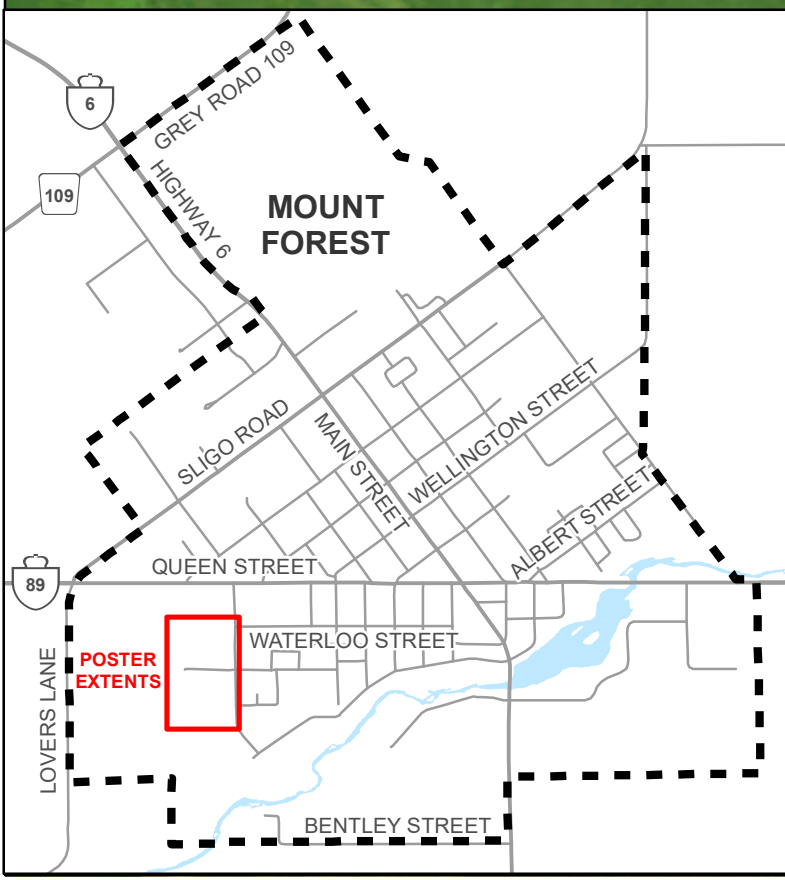 6
GREY ROAD 109
109
HIGHWAY 6
MOUNT
FOREST
SLIGO ROAD
MAIN STREET
WELLINGTON STREET
ALBERT STREET
QUEEN STREET
89
WATERLOO STREET
POSTER
EXTENTS
LOVERS LANE
BENTLEY STREET